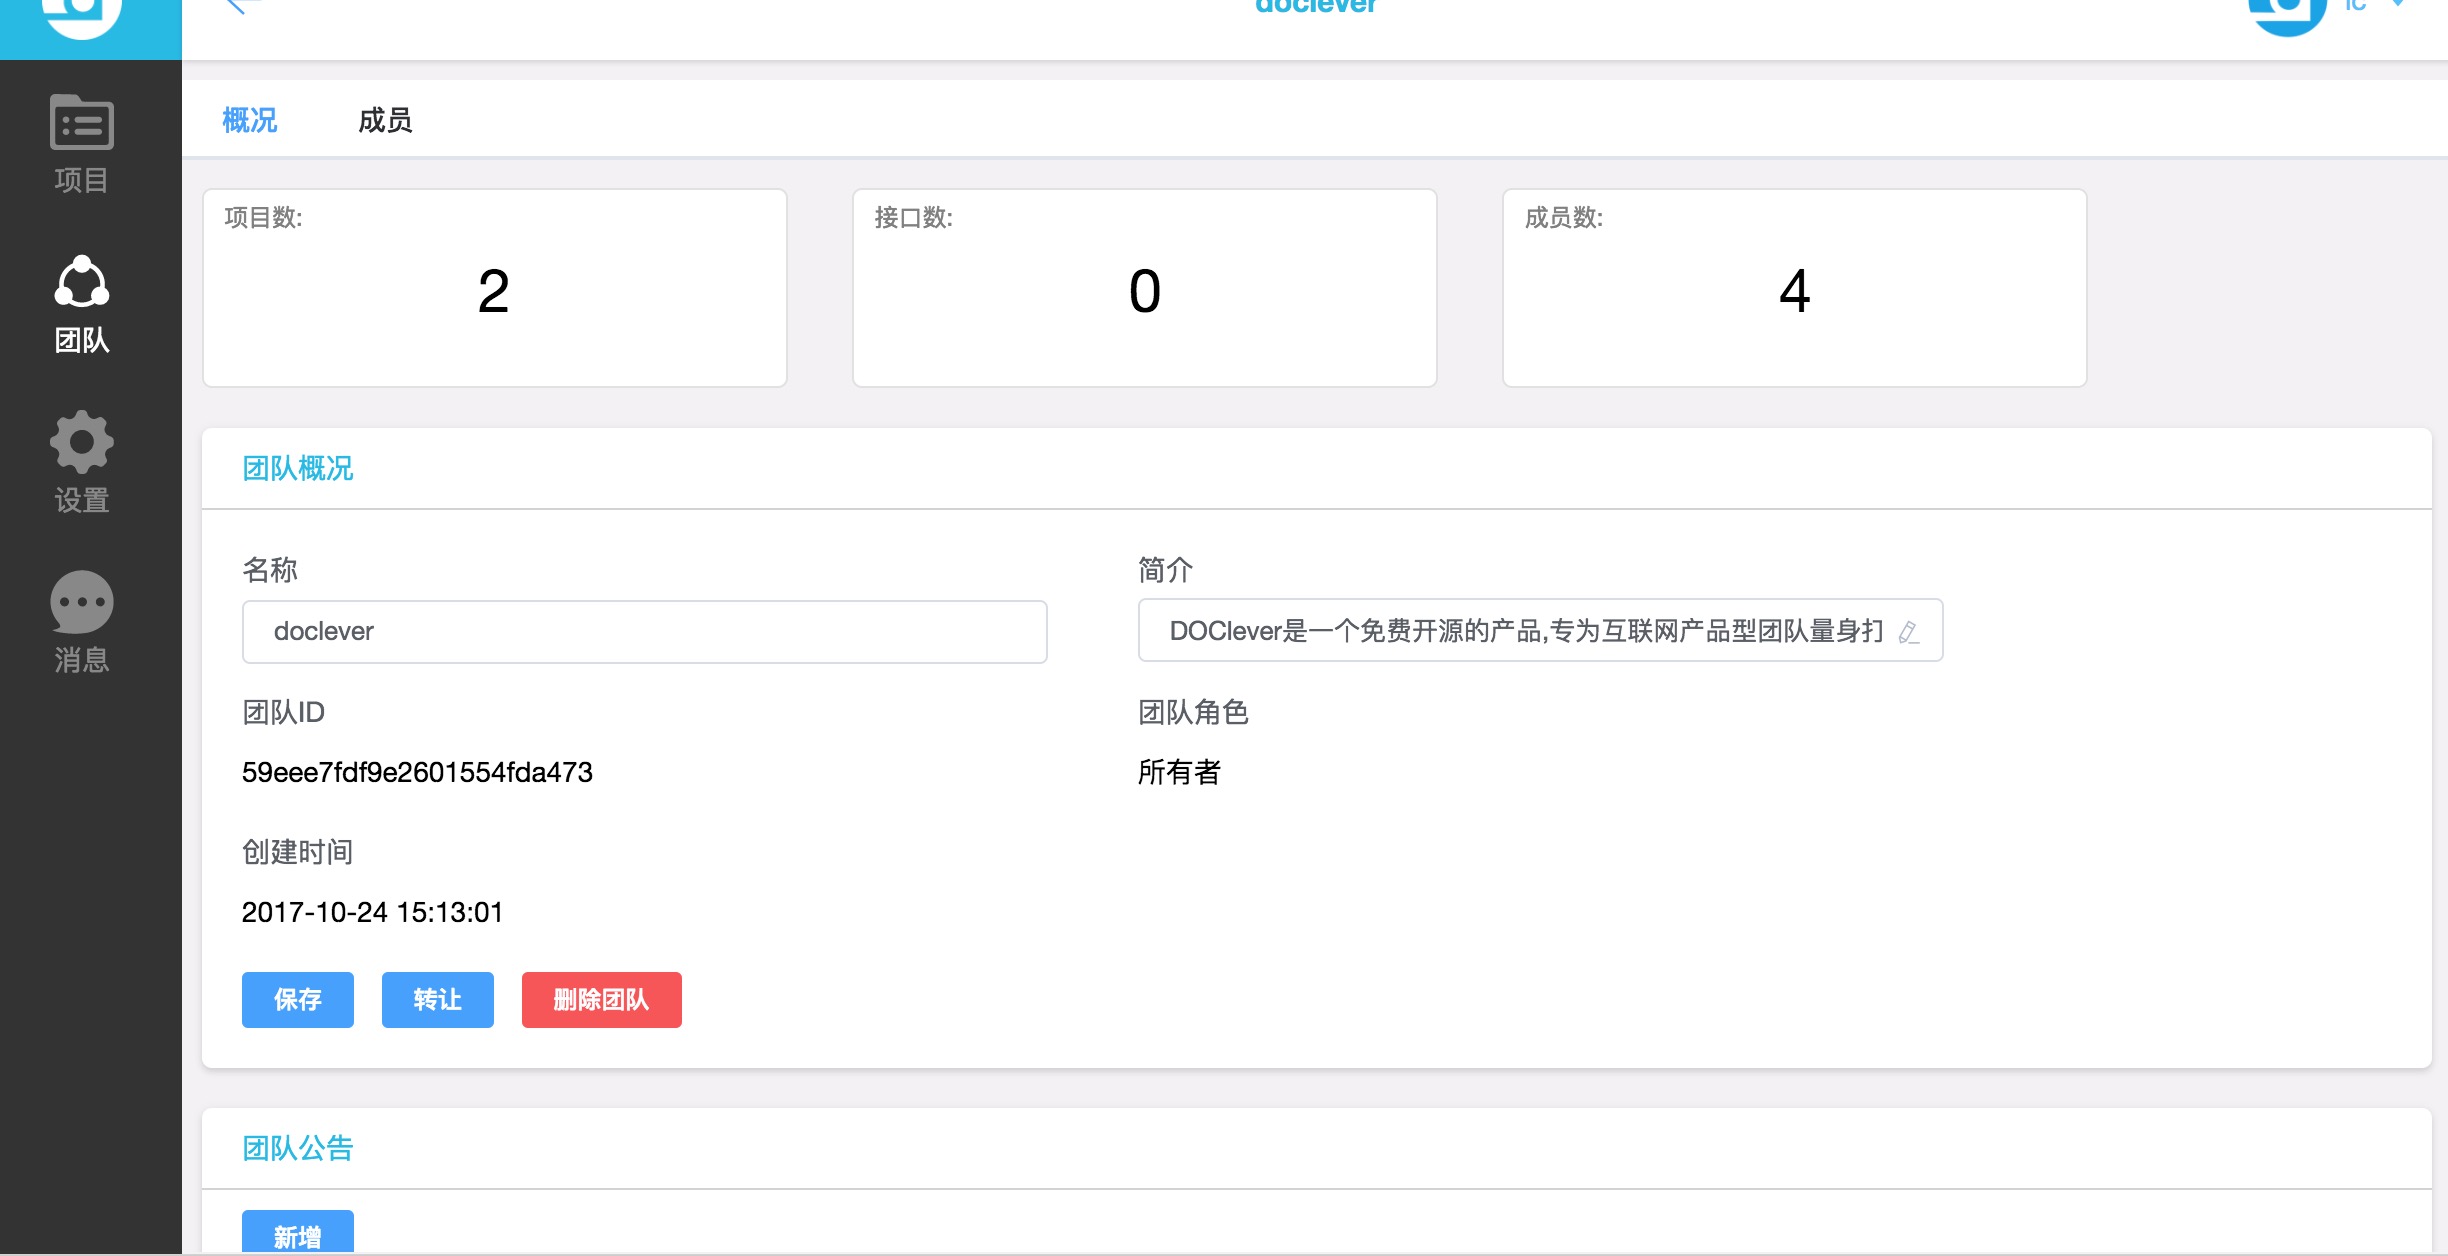 doclever
IC
项目
团队
设置
消息
概况 成员
项目数:
2
接口数:
0
成员数:
4
团队概况
名称
doclever
简介
DOClever是一个免费开源的产品,专为互联网产品型团队量身打
团队ID
59eee7fdf9e2601554fda473
团队角色
所有者
创建时间
2017-10-24 15:13:01
保存 转让 删除团队
团队公告
新增